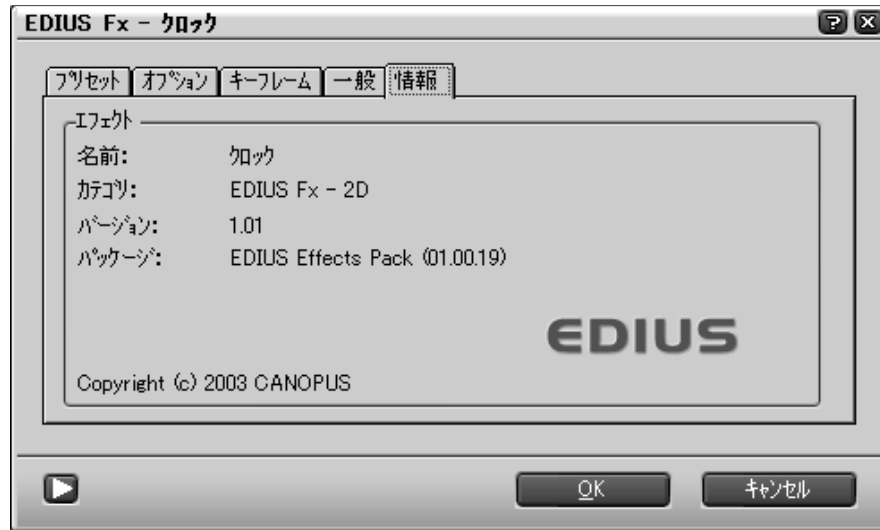 EDIUS Fx - クロック
プリセット オプション キーフレーム 一般 情報
エフェクト
名前: クロック
カテゴリ: EDIUS Fx - 2D
バージョン: 1.01
パッケージ: EDIUS Effects Pack (01.00.19)
EDIUS
Copyright (c) 2003 CANOPUS
OK キャンセル